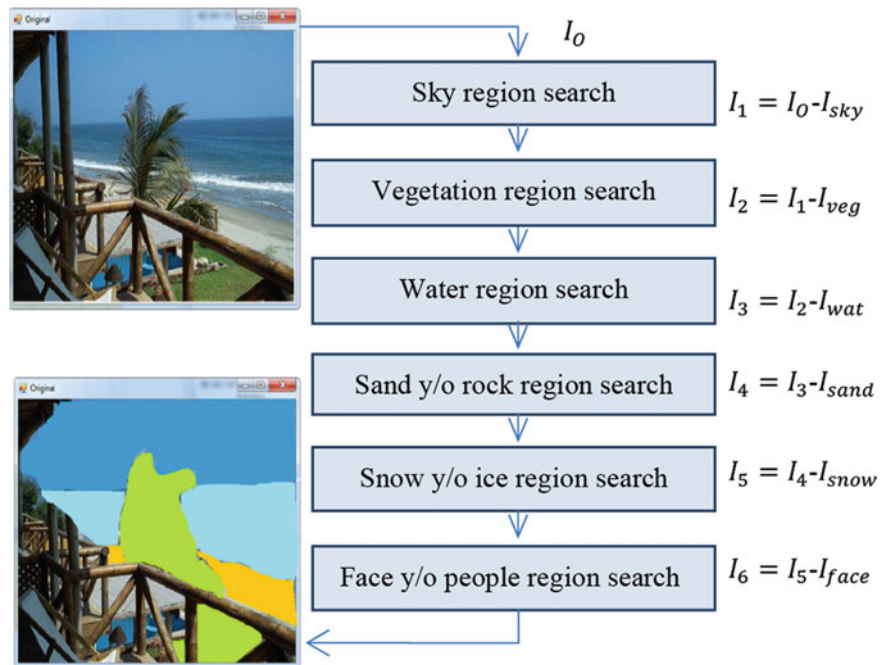 Original
I_O
Sky region search
I_1 = I_O-I_sky
Vegetation region search
I_2 = I_1-I_veg
Water region search
I_3 = I_2-I_wat
Sand y/o rock region search
I_4 = I_3-I_sand
Snow y/o ice region search
I_5 = I_4-I_snow
Face y/o people region search
I_6 = I_5-I_face
Original